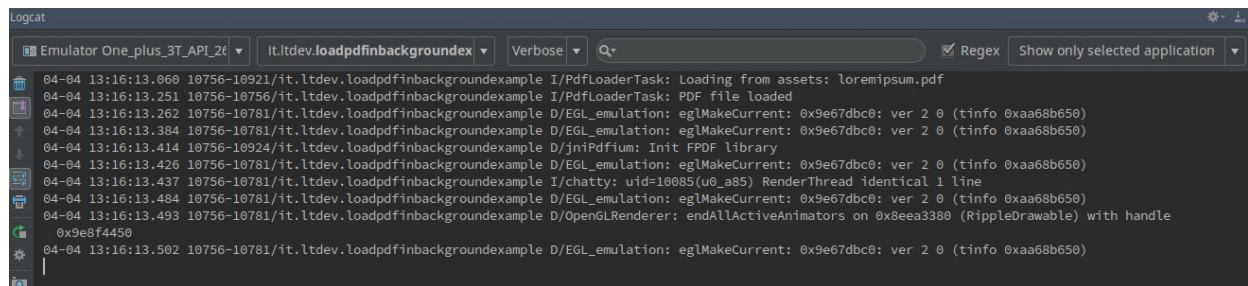 Logcat
Emulator One_plus_3T_API_26 it.ltdev.loadpdfinbackgroundex Verbose Regex Show only selected application
04-04 13:16:13.060 10756-10921/it.ltdev.loadpdfinbackgroundexample I/PdfLoaderTask: Loading from assets: loremipsum.pdf
04-04 13:16:13.251 10756-10756/it.ltdev.loadpdfinbackgroundexample I/PdfLoaderTask: PDF file loaded
04-04 13:16:13.262 10756-10781/it.ltdev.loadpdfinbackgroundexample D/EGL_emulation: eglMakeCurrent: 0x9e67dbc0: ver 2 0 (tinfo 0xaa68b650)
04-04 13:16:13.384 10756-10781/it.ltdev.loadpdfinbackgroundexample D/EGL_emulation: eglMakeCurrent: 0x9e67dbc0: ver 2 0 (tinfo 0xaa68b650)
04-04 13:16:13.414 10756-10924/it.ltdev.loadpdfinbackgroundexample D/jniPdfium: Init FPDF library
04-04 13:16:13.426 10756-10781/it.ltdev.loadpdfinbackgroundexample D/EGL_emulation: eglMakeCurrent: 0x9e67dbc0: ver 2 0 (tinfo 0xaa68b650)
04-04 13:16:13.437 10756-10781/it.ltdev.loadpdfinbackgroundexample I/chatty: uid=10085(u0_a85) RenderThread identical 1 line
04-04 13:16:13.484 10756-10781/it.ltdev.loadpdfinbackgroundexample D/EGL_emulation: eglMakeCurrent: 0x9e67dbc0: ver 2 0 (tinfo 0xaa68b650)
04-04 13:16:13.493 10756-10781/it.ltdev.loadpdfinbackgroundexample D/OpenGLRenderer: endAllActiveAnimators on 0x8eea3380 (RippleDrawable) with handle
0x9e8f4450
04-04 13:16:13.502 10756-10781/it.ltdev.loadpdfinbackgroundexample D/EGL_emulation: eglMakeCurrent: 0x9e67dbc0: ver 2 0 (tinfo 0xaa68b650)